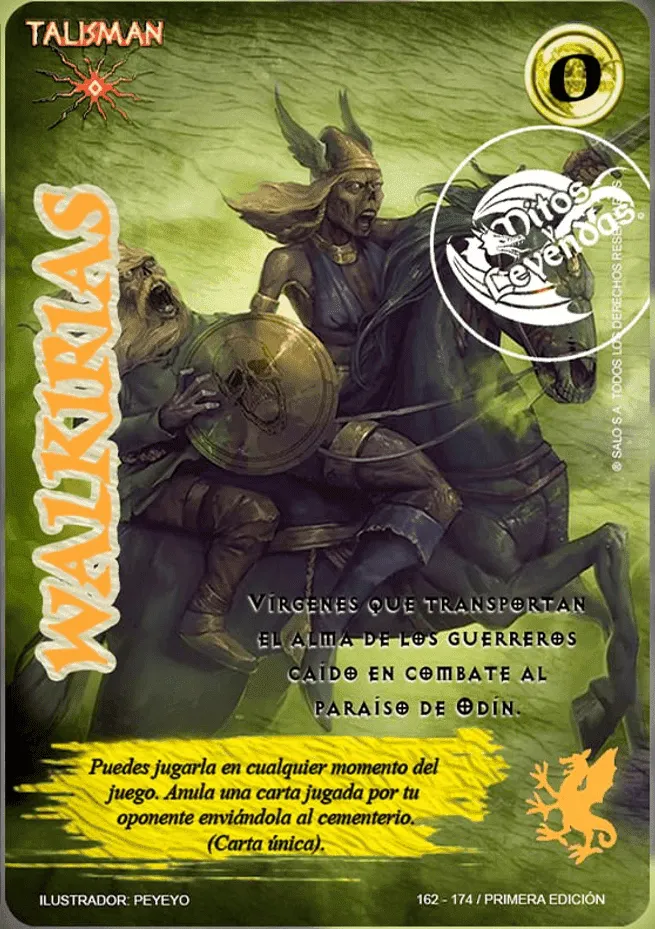 TALISMAN
0
WALKIRIAS
Mitos
y
Leyendas
©
® SALO S A TODOS LOS DERECHOS RESERVADOS
Vírgenes que transportan
el alma de los guerreros
caído en combate al
paraíso de Odín.
Puedes jugarla en cualquier momento del
juego. Anula una carta jugada por tu
oponente enviándola al cementerio.
(Carta única).
ILUSTRADOR: PEYEYO
162 - 174 / PRIMERA EDICIÓN